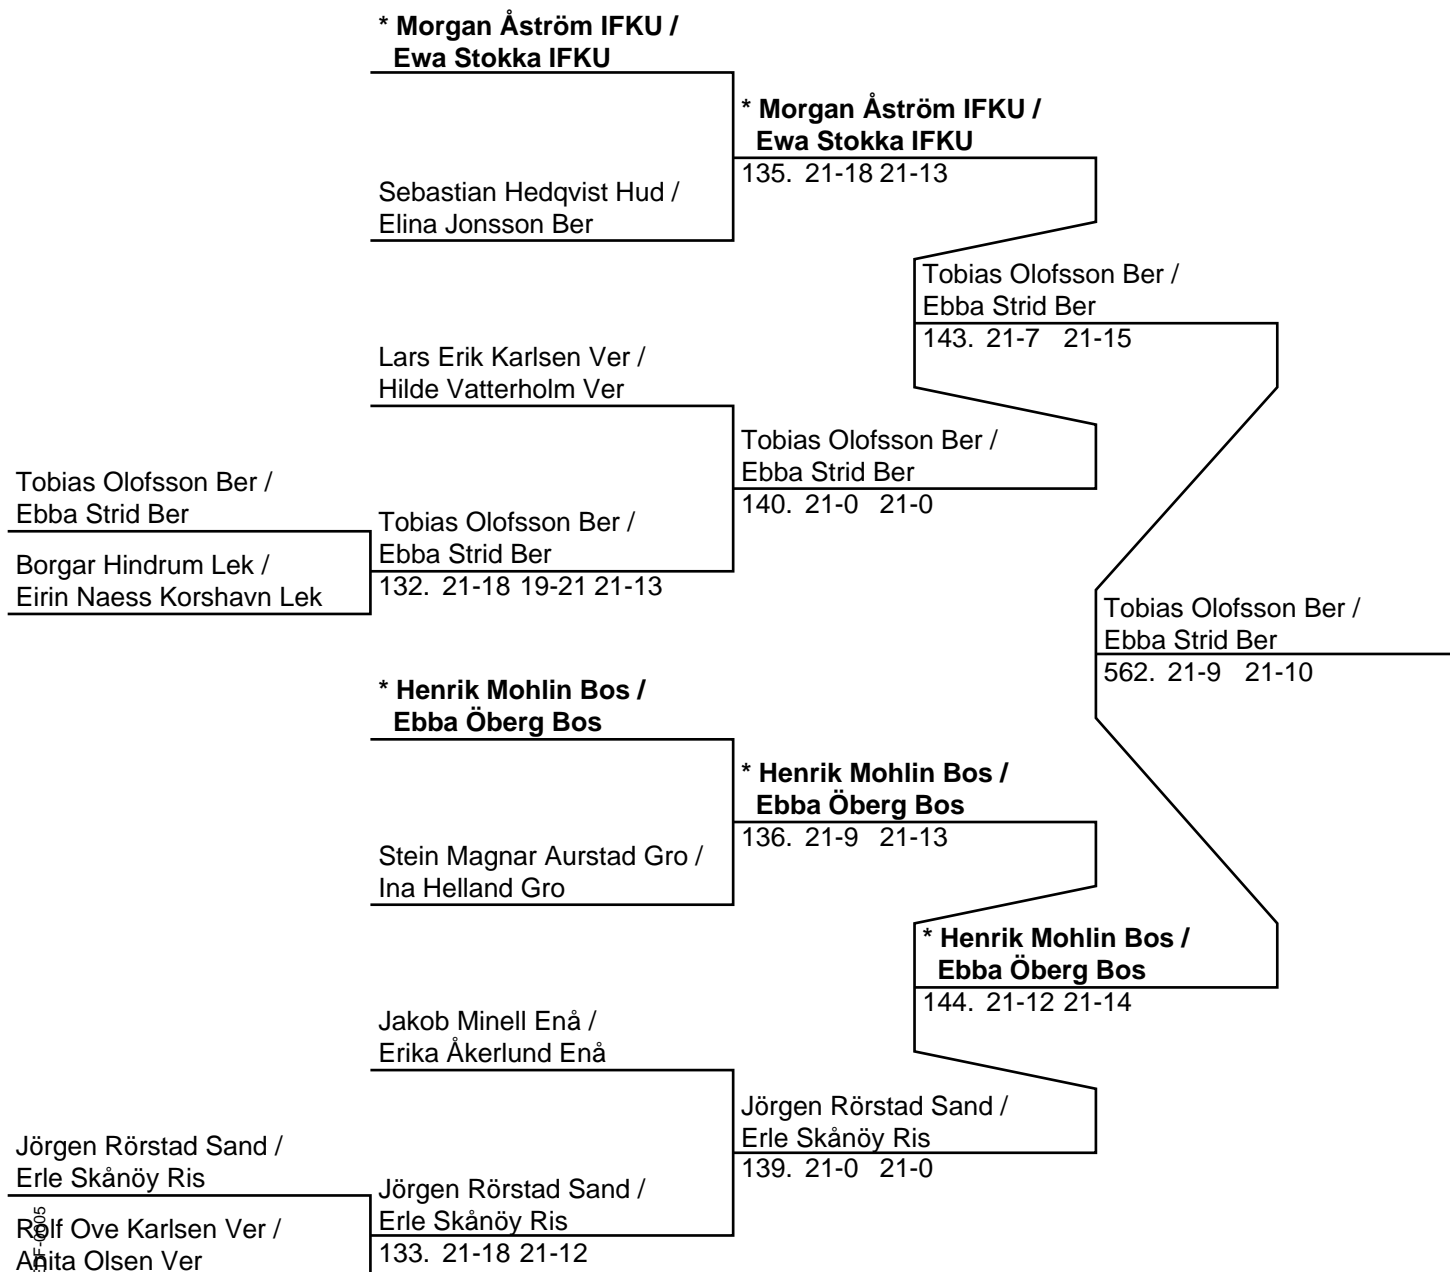 * Morgan Åström IFKU /
Ewa Stokka IFKU
* Morgan Åström IFKU /
Ewa Stokka IFKU
135. 21-18 21-13
Sebastian Hedqvist Hud /
Elina Jonsson Ber
Tobias Olofsson Ber /
Ebba Strid Ber
143. 21-7 21-15
Lars Erik Karlsen Ver /
Hilde Vatterholm Ver
Tobias Olofsson Ber /
Ebba Strid Ber
140. 21-0 21-0
Tobias Olofsson Ber /
Ebba Strid Ber
Tobias Olofsson Ber /
Ebba Strid Ber
132. 21-18 19-21 21-13
Borgar Hindrum Lek /
Eirin Naess Korshavn Lek
Tobias Olofsson Ber /
Ebba Strid Ber
562. 21-9 21-10
* Henrik Mohlin Bos /
Ebba Öberg Bos
* Henrik Mohlin Bos /
Ebba Öberg Bos
136. 21-9 21-13
Stein Magnar Aurstad Gro /
Ina Helland Gro
* Henrik Mohlin Bos /
Ebba Öberg Bos
144. 21-12 21-14
Jakob Minell Enå /
Erika Åkerlund Enå
Jörgen Rörstad Sand /
Erle Skånöy Ris
139. 21-0 21-0
Jörgen Rörstad Sand /
Erle Skånöy Ris
Jörgen Rörstad Sand /
Erle Skånöy Ris
133. 21-18 21-12
Rolf Ove Karlsen Ver /
Anita Olsen Ver